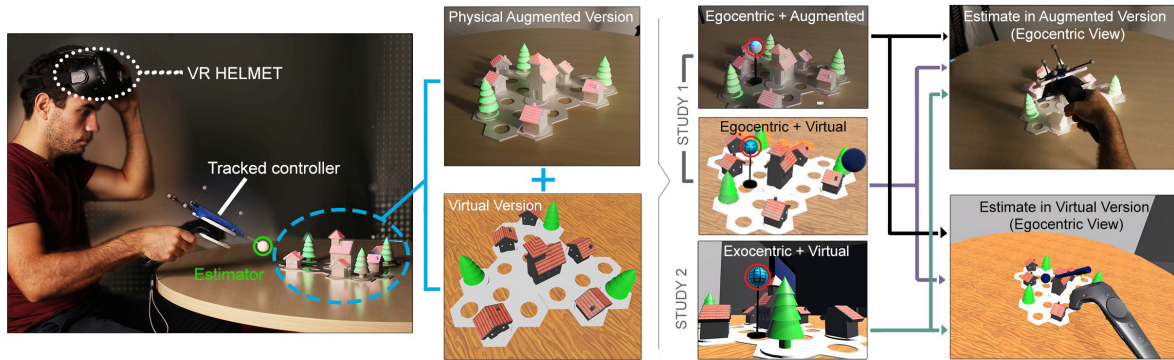 VR HELMET
Tracked controller
Estimator
Physical Augmented Version
Virtual Version
STUDY 1
STUDY 2
Egocentric + Augmented
Egocentric + Virtual
Exocentric + Virtual
Estimate in Augmented Version
(Egocentric View)
Estimate in Virtual Version
(Egocentric View)